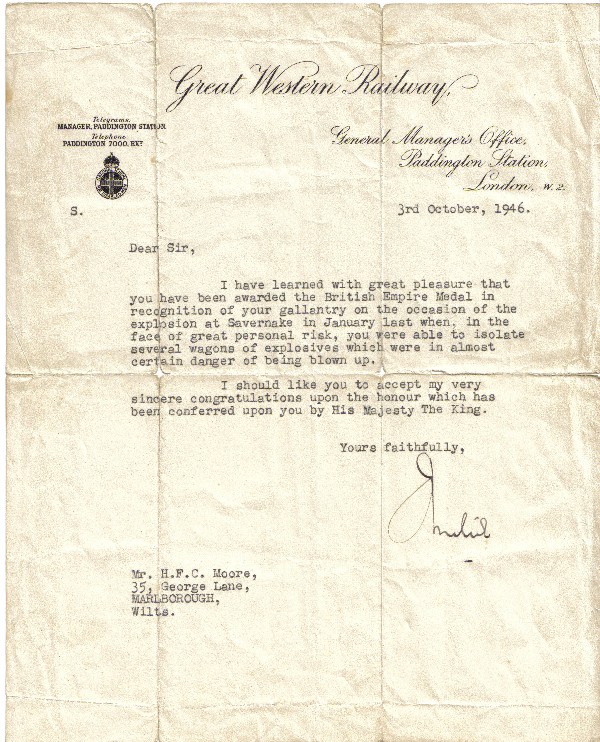 Great Western Railway,
Telegrams.
MANAGER, PADDINGTON STATION
Telephone
PADDINGTON 7000, EXT
General Manager's Office,
Paddington Station,
London, W.2.
S.
3rd October, 1946.
Dear Sir,
I have learned with great pleasure that
you have been awarded the British Empire Medal in
recognition of your gallantry on the occasion of the
explosion at Savernake in January last when, in the
face of great personal risk, you were able to isolate
several wagons of explosives which were in almost
certain danger of being blown up.
I should like you to accept my very
sincere congratulations upon the honour which has
been conferred upon you by His Majesty The King.
Yours faithfully,
Mr. H.F.C. Moore,
35, George Lane,
MARLBOROUGH,
Wilts.